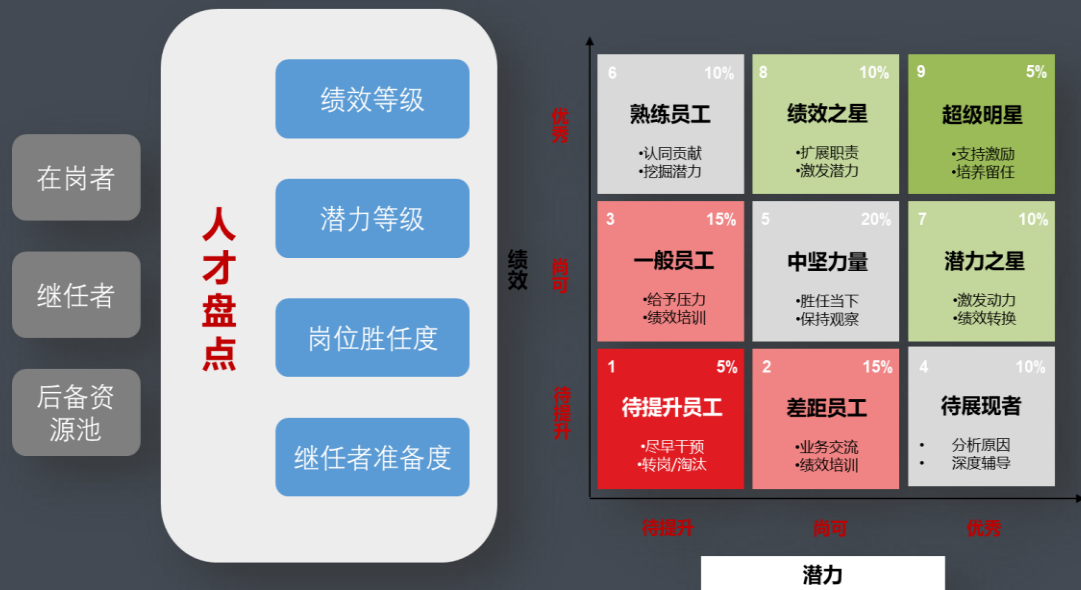 在岗者
继任者
后备资
源池
人
才
盘
点
绩效等级
潜力等级
岗位胜任度
继任者准备度
绩效
优秀
尚可
待提升
6 10%
熟练员工
•认同贡献
•挖掘潜力
8 10%
绩效之星
•扩展职责
•激发潜力
9 5%
超级明星
•支持激励
•培养留任
3 15%
一般员工
•给予压力
•绩效培训
5 20%
中坚力量
•胜任当下
•保持观察
7 10%
潜力之星
•激发动力
•绩效转换
1 5%
待提升员工
•尽早干预
•转岗/淘汰
2 15%
差距员工
•业务交流
•绩效培训
4 10%
待展现者
• 分析原因
• 深度辅导
待提升
尚可
优秀
潜力